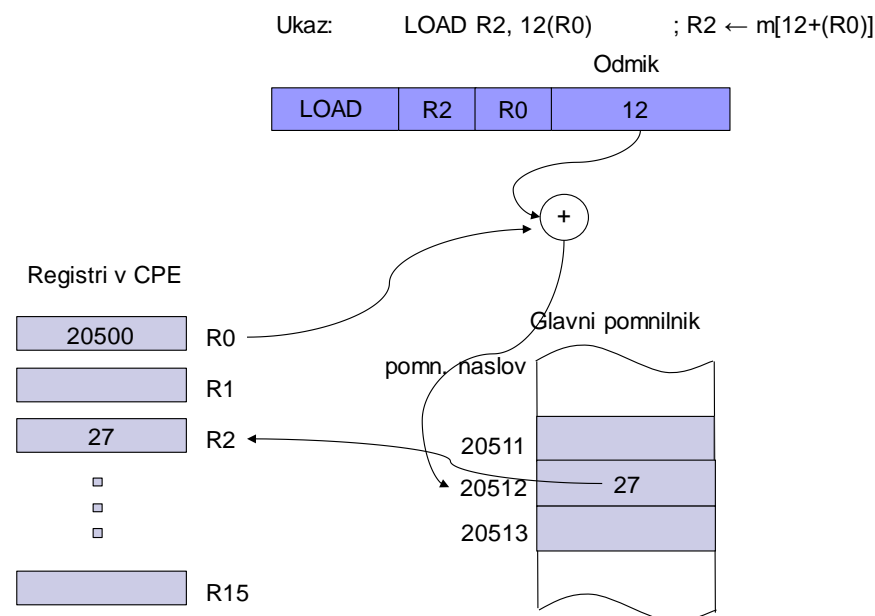 Ukaz: LOAD R2, 12(R0) ; R2 ← m[12+(R0)]
Odmik
LOAD R2 R0 12
+
Registri v CPE
Glavni pomnilnik
20500 R0
pomn. naslov
R1
27 R2
20511
20512 27
20513
R15